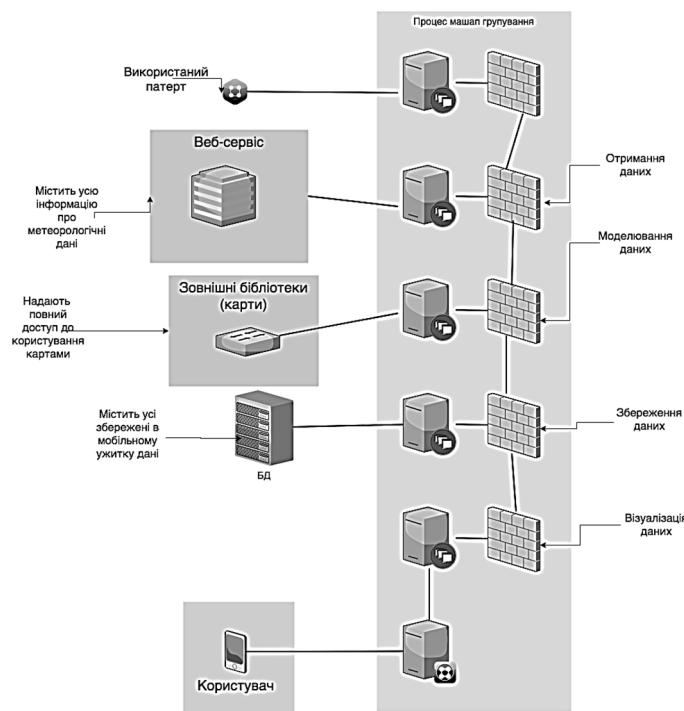 Процес машап групування
Використаний
патерт
Веб-сервіс
Містить усю
інформацію
про
метеорологічні
дані
Отримання
даних
Моделювання
даних
Зовнішні бібліотеки
(карти)
Надають
повний
доступ до
користування
картами
Містить усі
збережені в
мобільному
ужитку дані
БД
Збереження
даних
Візуалізація
даних
Користувач